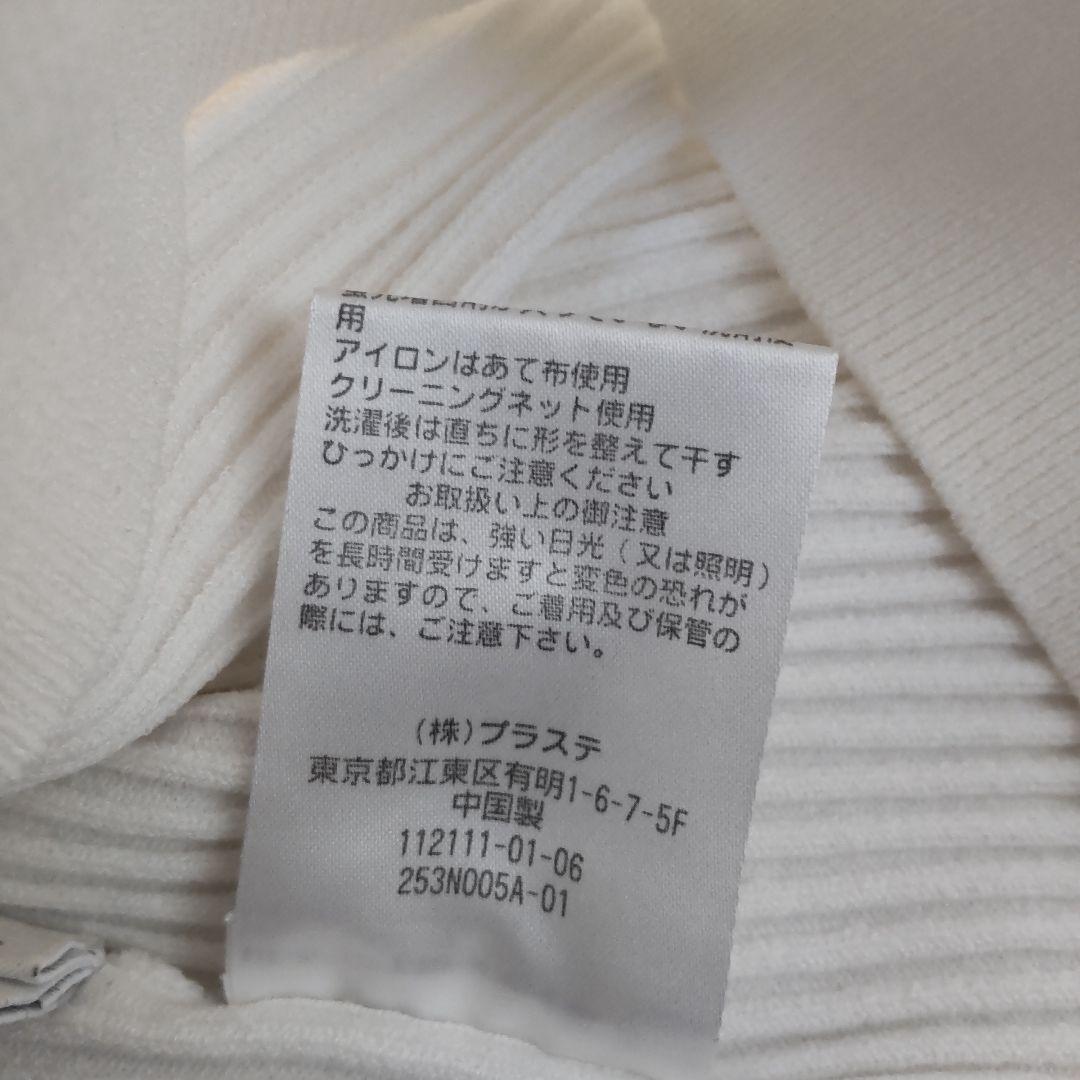 用
アイロンはあて布使用
クリーニングネット使用
洗濯後は直ちに形を整えて干す
ひっかけにご注意ください
お取扱い上の御注意
この商品は、強い日光(又は照明)
を長時間受けますと変色の恐れが
ありますので、ご着用及び保管の
際には、ご注意下さい。
(株)プラステ
東京都江東区有明1-6-7-5F
中国製
112111-01-06
253N005A-01